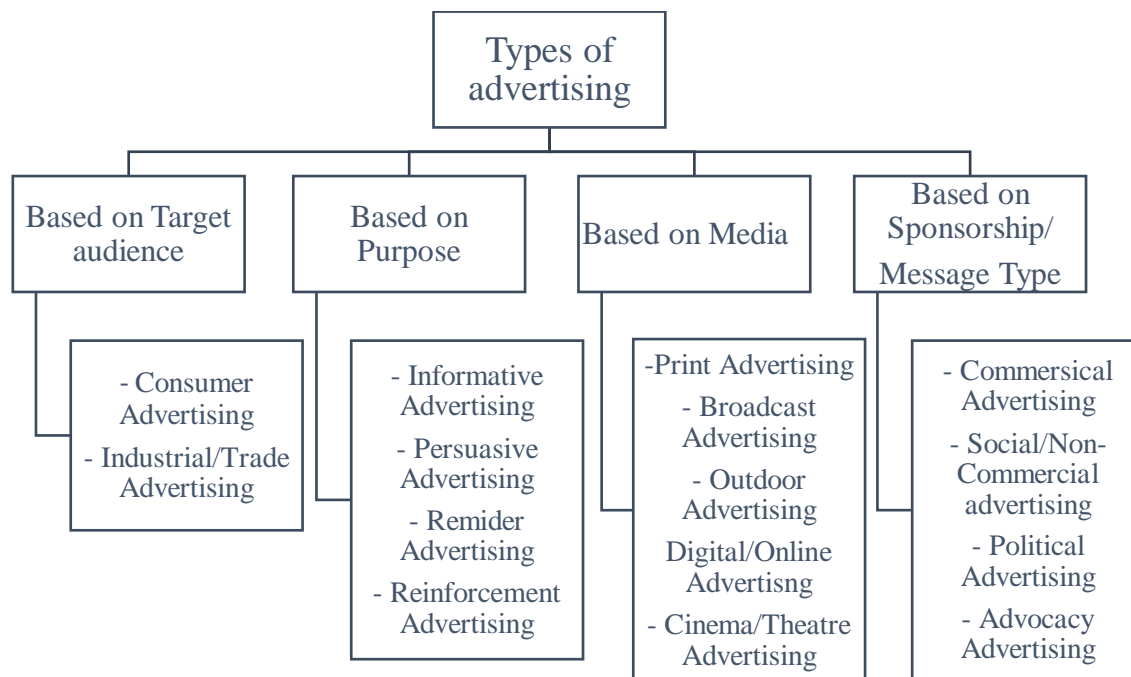 Types of
advertising
Based on Target
audience
- Consumer
Advertising
- Industrial/Trade
Advertising
Based on
Purpose
- Informative
Advertising
- Persuasive
Advertising
- Remider
Advertising
- Reinforcement
Advertising
Based on Media
-Print Advertising
- Broadcast
Advertising
- Outdoor
Advertising
Digital/Online
Advertisng
- Cinema/Theatre
Advertising
Based on
Sponsorship/
Message Type
- Commersical
Advertising
- Social/Non-
Commercial
advertising
- Political
Advertising
- Advocacy
Advertising